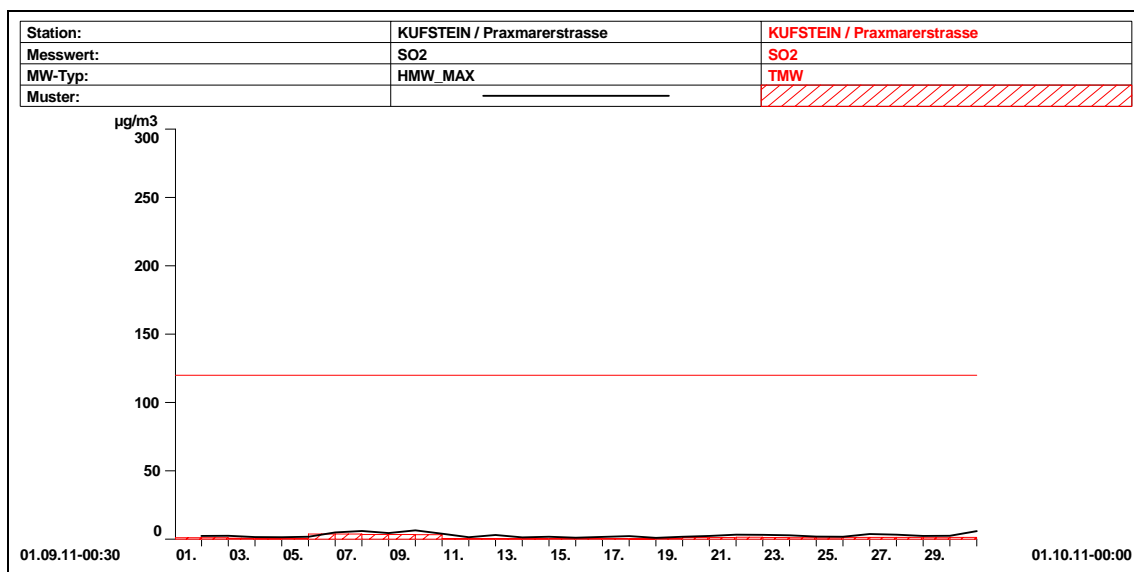 Station: KUFSTEIN / Praxmarerstrasse KUFSTEIN / Praxmarerstrasse
Messwert: SO2 SO2
MW-Typ: HMW_MAX TMW
Muster:
µg/m3
300
250
200
150
100
50
0
01.09.11-00:30 01. 03. 05. 07. 09. 11. 13. 15. 17. 19. 21. 23. 25. 27. 29. 01.10.11-00:00